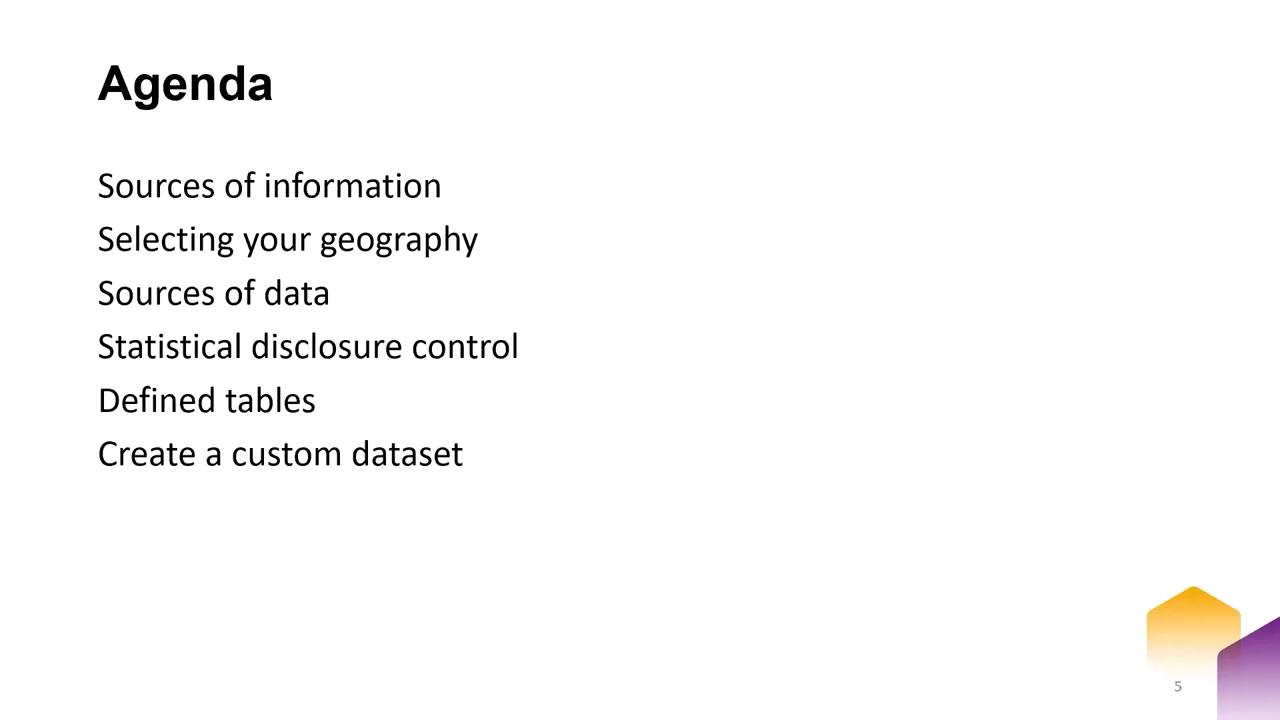 Agenda
Sources of information
Selecting your geography
Sources of data
Statistical disclosure control
Defined tables
Create a custom dataset
5